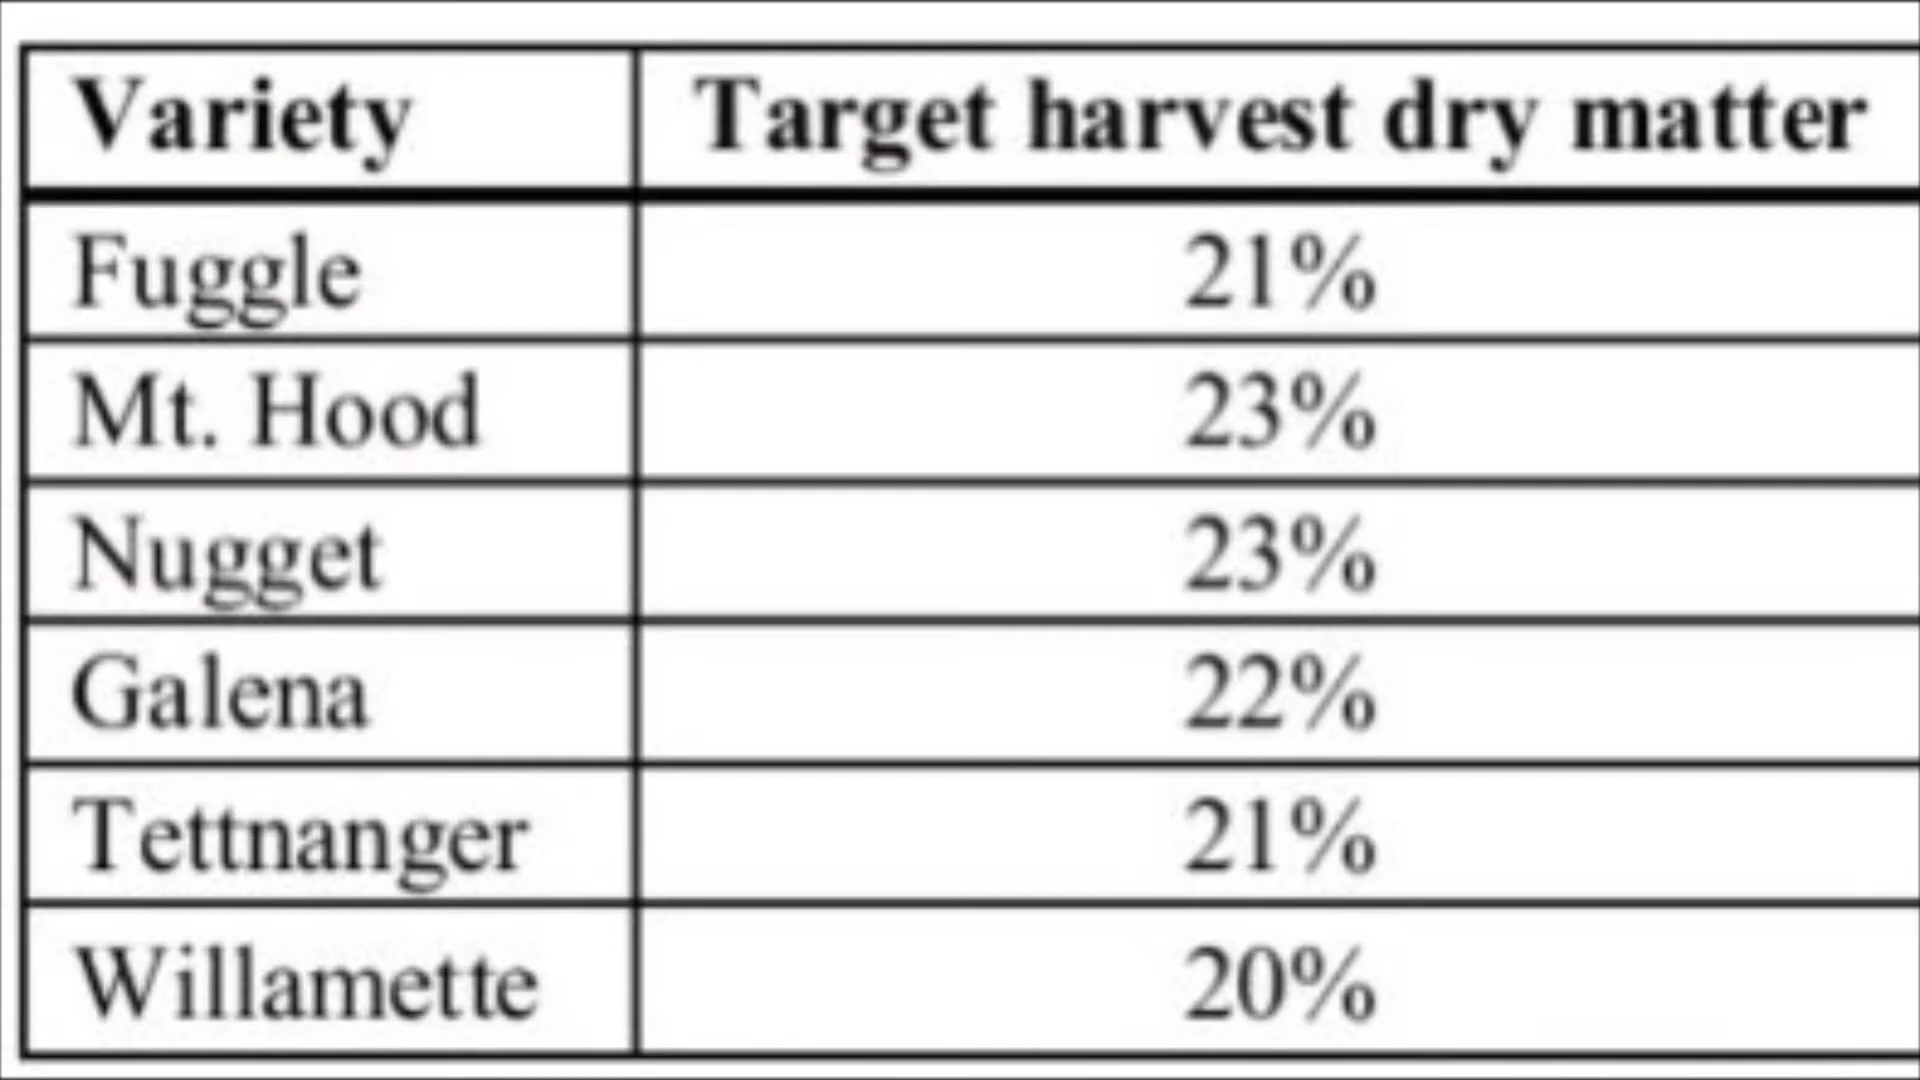 Variety Target harvest dry matter
Fuggle 21%
Mt. Hood 23%
Nugget 23%
Galena 22%
Tettnanger 21%
Willamette 20%